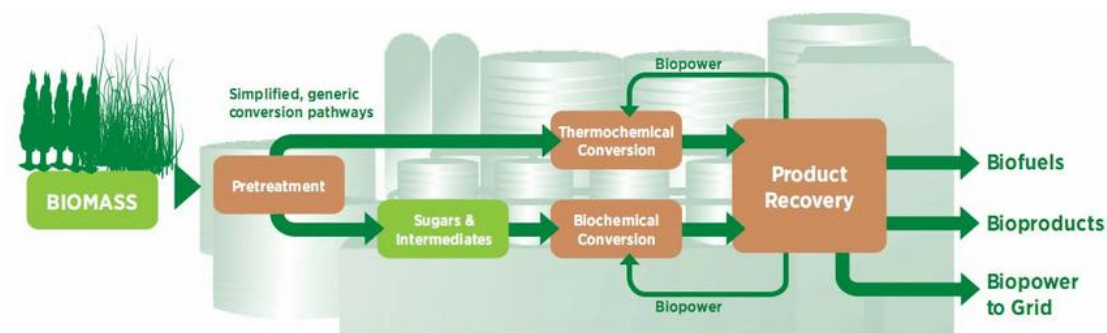 Biopower
Simplified, generic
conversion pathways
Thermochemical
Conversion
BIOMASS
Pretreatment
Product
Recovery
Biofuels
Sugars &
Intermediates
Biochemical
Conversion
Bioproducts
Biopower
Biopower
to Grid